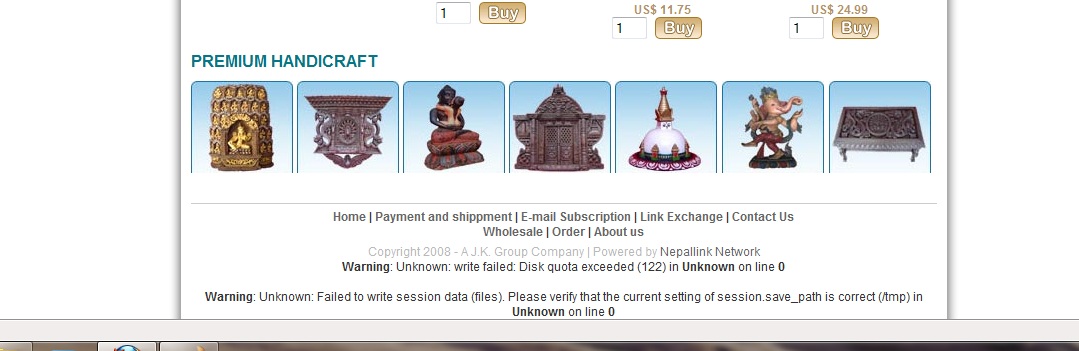 US$ 11.75 US$ 24.99
1 Buy 1 Buy 1 Buy
PREMIUM HANDICRAFT
Home | Payment and shippment | E-mail Subscription | Link Exchange | Contact Us
Wholesale | Order | About us
Copyright 2008 - A.J.K. Group Company | Powered by Nepallink Network
Warning: Unknown: write failed: Disk quota exceeded (122) in Unknown on line 0
Warning: Unknown: Failed to write session data (files). Please verify that the current setting of session.save_path is correct (/tmp) in
Unknown on line 0